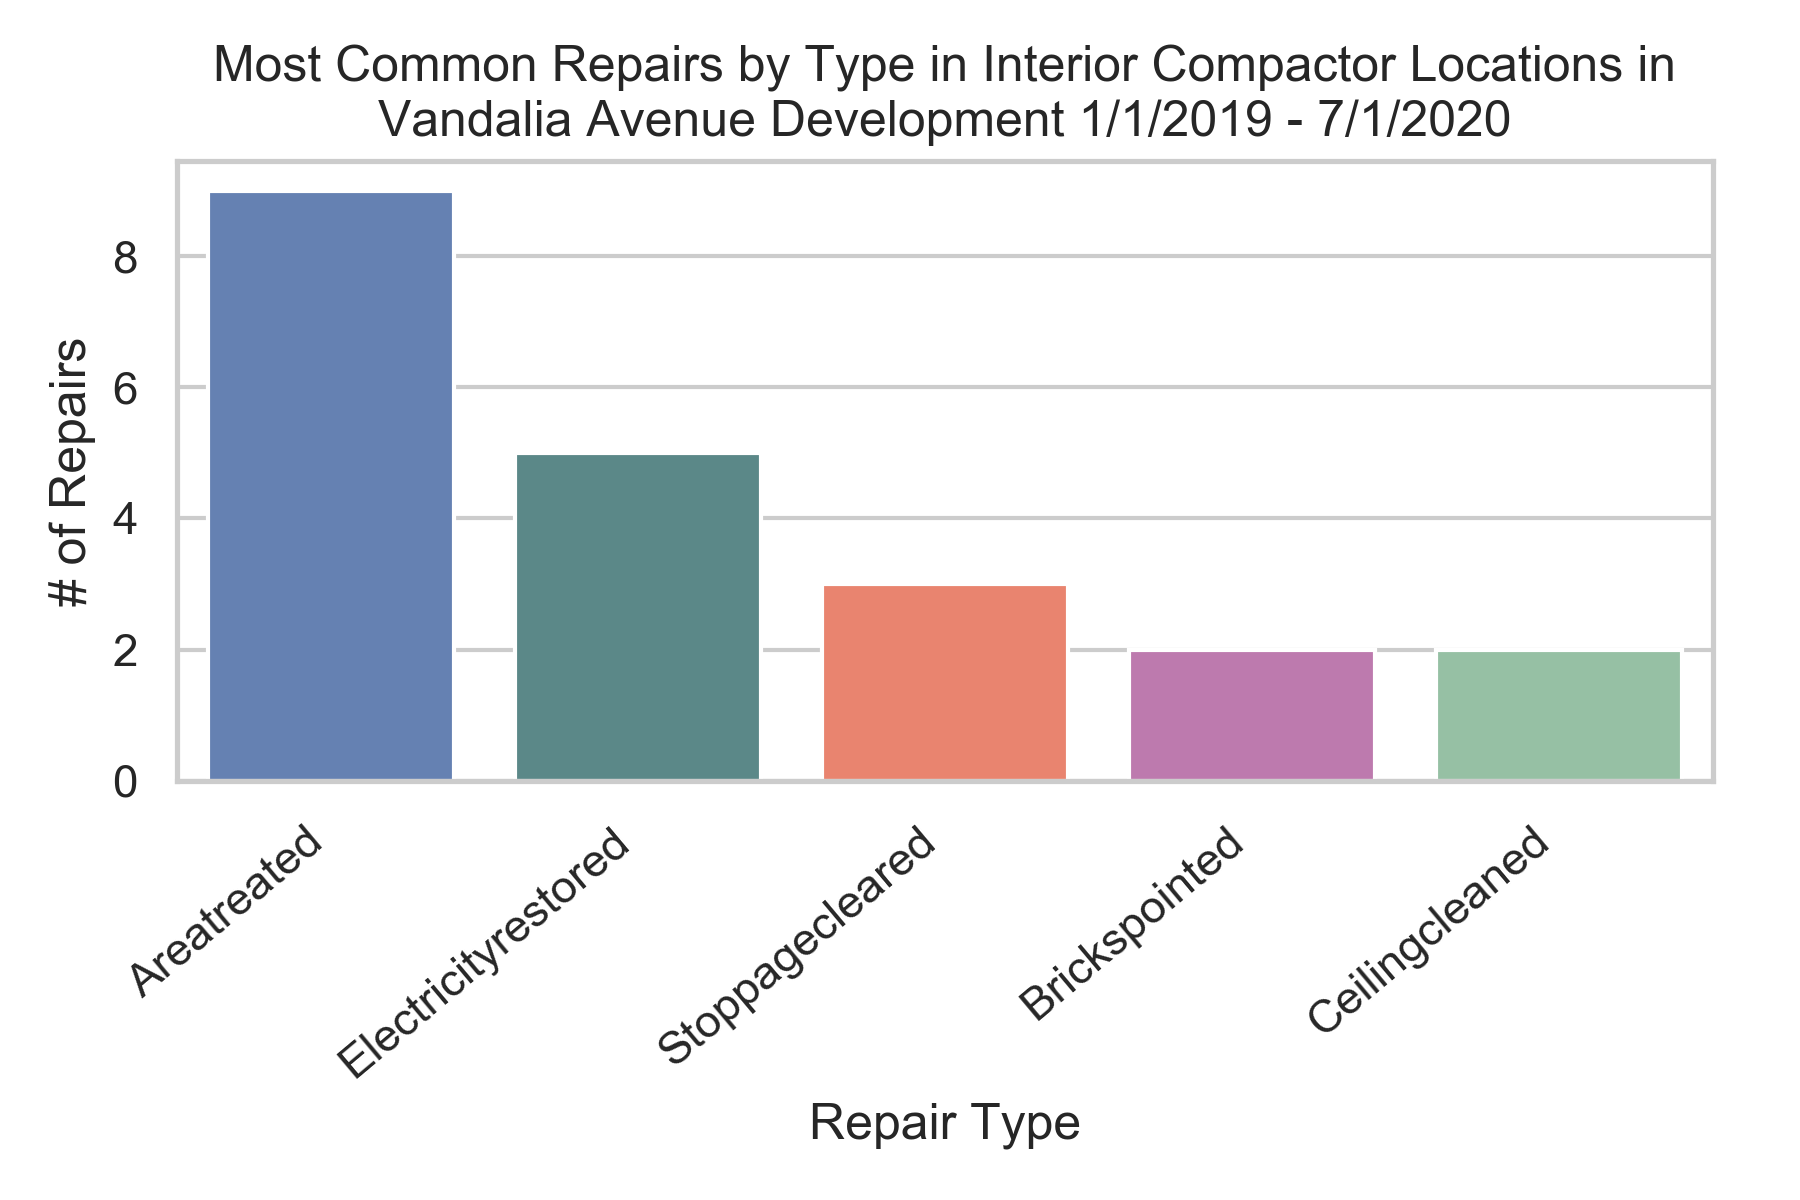 Most Common Repairs by Type in Interior Compactor Locations in
Vandalia Avenue Development 1/1/2019 - 7/1/2020
# of Repairs
8
6
4
2
0
Areatreated
Electricityrestored
Stoppagecleared
Brickspointed
Ceilingcleaned
Repair Type